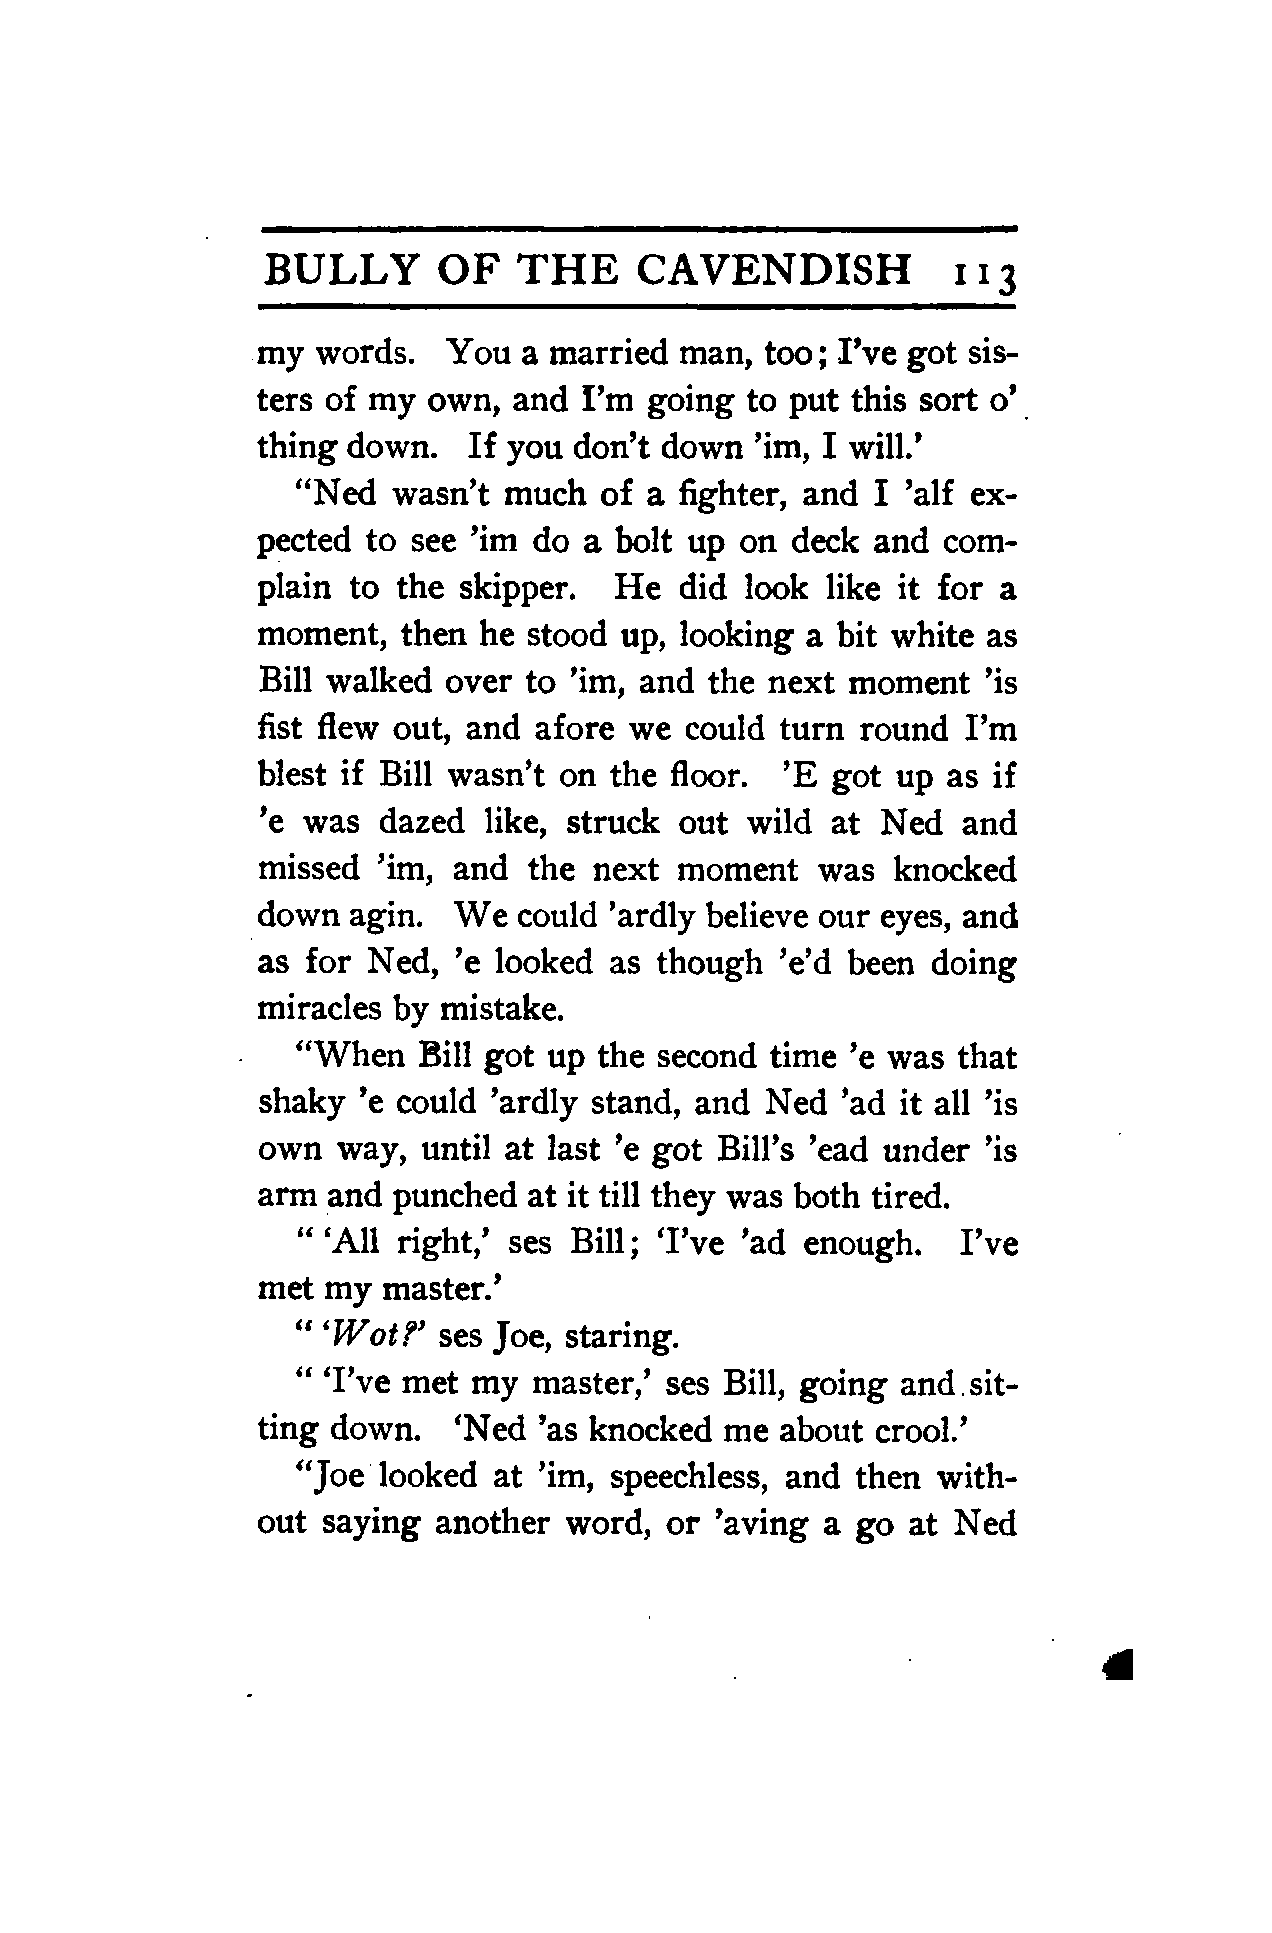 BULLY OF THE CAVENDISH 113
my words. You a married man, too; I've got sis-
ters of my own, and I'm going to put this sort o'
thing down. If you don't down 'im, I will.'
"Ned wasn't much of a fighter, and I 'alf ex-
pected to see 'im do a bolt up on deck and com-
plain to the skipper. He did look like it for a
moment, then he stood up, looking a bit white as
Bill walked over to 'im, and the next moment 'is
fist flew out, and afore we could turn round I'm
blest if Bill wasn't on the floor. 'E got up as if
'e was dazed like, struck out wild at Ned and
missed 'im, and the next moment was knocked
down agin. We could 'ardly believe our eyes, and
as for Ned, 'e looked as though 'e'd been doing
miracles by mistake.
"When Bill got up the second time 'e was that
shaky 'e could 'ardly stand, and Ned 'ad it all 'is
own way, until at last 'e got Bill's 'ead under 'is
arm and punched at it till they was both tired.
" 'All right,' ses Bill; 'I've 'ad enough. I've
met my master.'
" 'Wot?' ses Joe, staring.
" 'I've met my master,' ses Bill, going and sit-
ting down. 'Ned 'as knocked me about crool.'
"Joe looked at 'im, speechless, and then with-
out saying another word, or 'aving a go at Ned